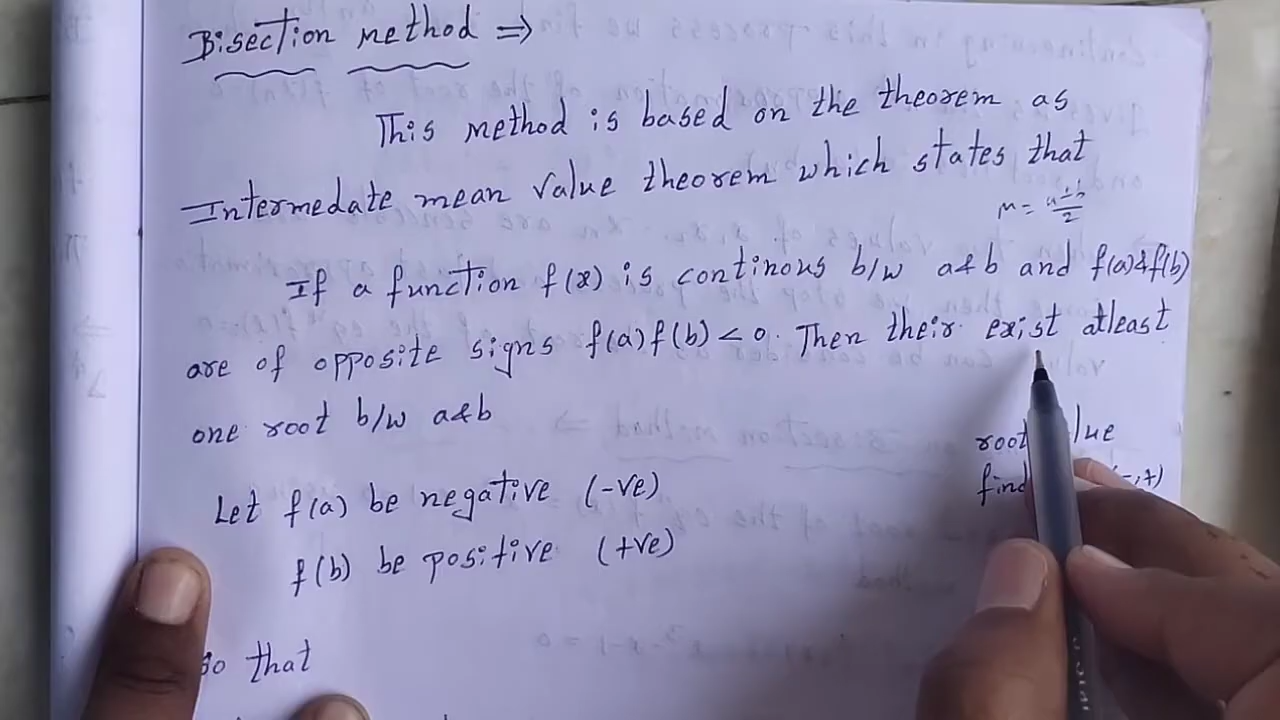 Bisection method ⇒
This method is based on the theorem as
Intermedate mean value theorem which states that
If a function f(x) is continous b/w a&b and f(a)&f(b)
are of opposite signs f(a)f(b)<0. Then their exist atleast
one root b/w a&b
root
Let f(a) be negative (-ve)
f(b) be positive (+ve)
so that